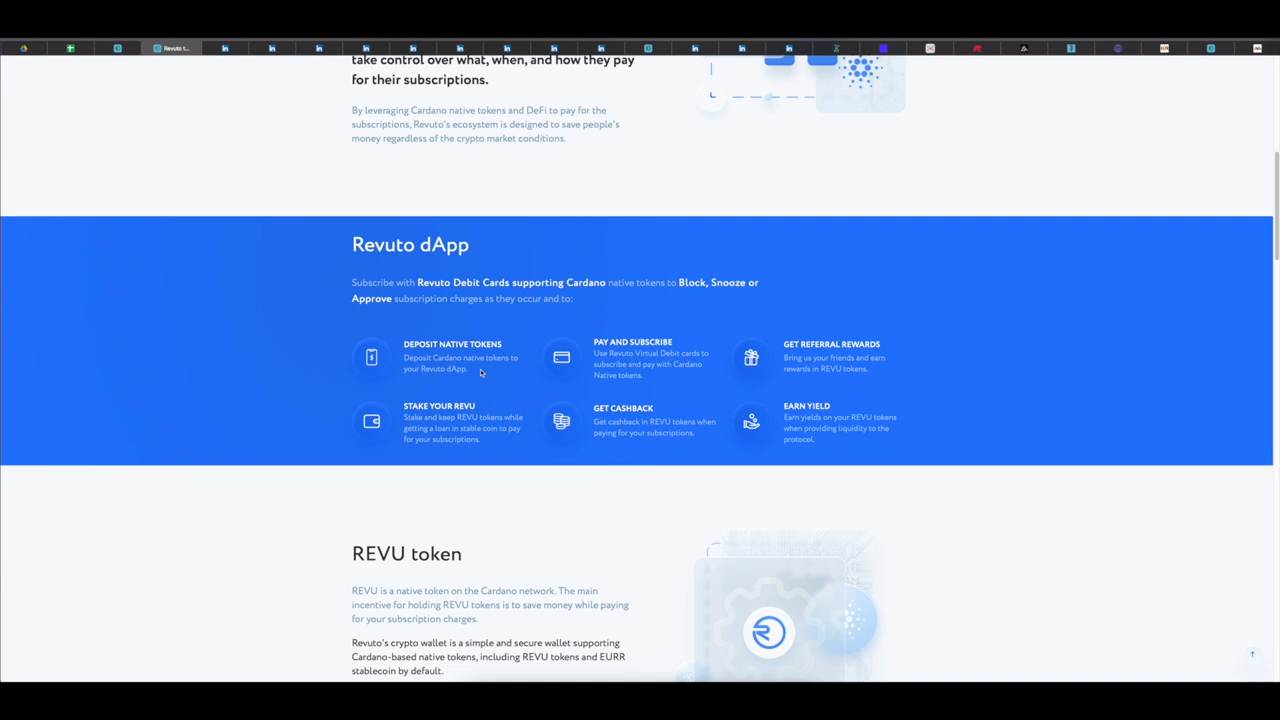 Revuto t...
take control over what, when, and how they pay
for their subscriptions.
By leveraging Cardano native tokens and DeFi to pay for the
subscriptions, Revuto's ecosystem is designed to save people's
money regardless of the crypto market conditions.
Revuto dApp
Subscribe with Revuto Debit Cards supporting Cardano native tokens to Block, Snooze or
Approve subscription charges as they occur and to:
DEPOSIT NATIVE TOKENS
Deposit Cardano native tokens to
your Revuto dApp.
PAY AND SUBSCRIBE
Use Revuto Virtual Debit cards to
subscribe and pay with Cardano
Native tokens.
GET REFERRAL REWARDS
Bring us your friends and earn
rewards in REVU tokens.
STAKE YOUR REVU
Stake and keep REVU tokens while
getting a loan in stable coin to pay
for your subscriptions.
GET CASHBACK
Get cashback in REVU tokens when
paying for your subscriptions.
EARN YIELD
Earn yields on your REVU tokens
when providing liquidity to the
protocol.
REVU token
REVU is a native token on the Cardano network. The main
incentive for holding REVU tokens is to save money while paying
for your subscription charges.
Revuto's crypto wallet is a simple and secure wallet supporting
Cardano-based native tokens, including REVU tokens and EURR
stablecoin by default.